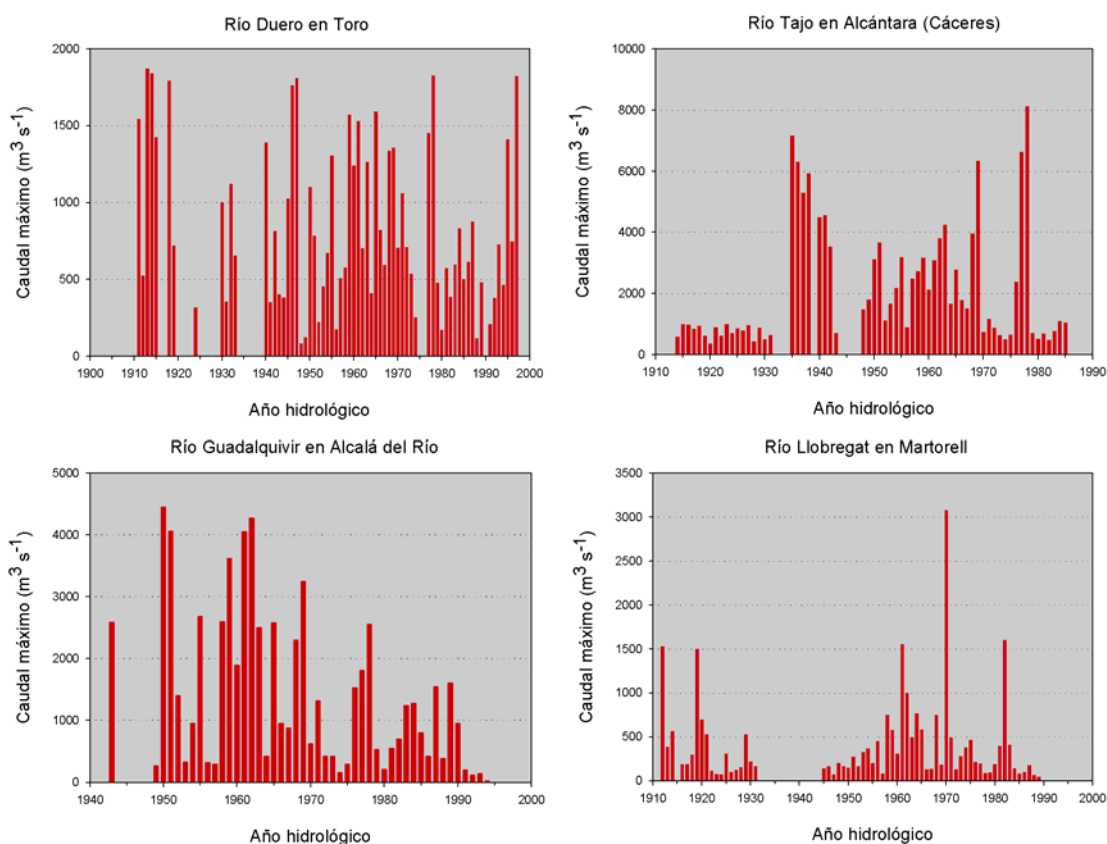 Río Duero en Toro
Caudal máximo (m³ s⁻¹)
2000
1500
1000
500
0
1900 1910 1920 1930 1940 1950 1960 1970 1980 1990 2000
Año hidrológico
Río Tajo en Alcántara (Cáceres)
Caudal máximo (m³ s⁻¹)
10000
8000
6000
4000
2000
0
1910 1920 1930 1940 1950 1960 1970 1980 1990
Año hidrológico
Río Guadalquivir en Alcalá del Río
Caudal máximo (m³ s⁻¹)
5000
4000
3000
2000
1000
0
1940 1950 1960 1970 1980 1990 2000
Año hidrológico
Río Llobregat en Martorell
Caudal máximo (m³ s⁻¹)
3500
3000
2500
2000
1500
1000
500
0
1910 1920 1930 1940 1950 1960 1970 1980 1990 2000
Año hidrológico